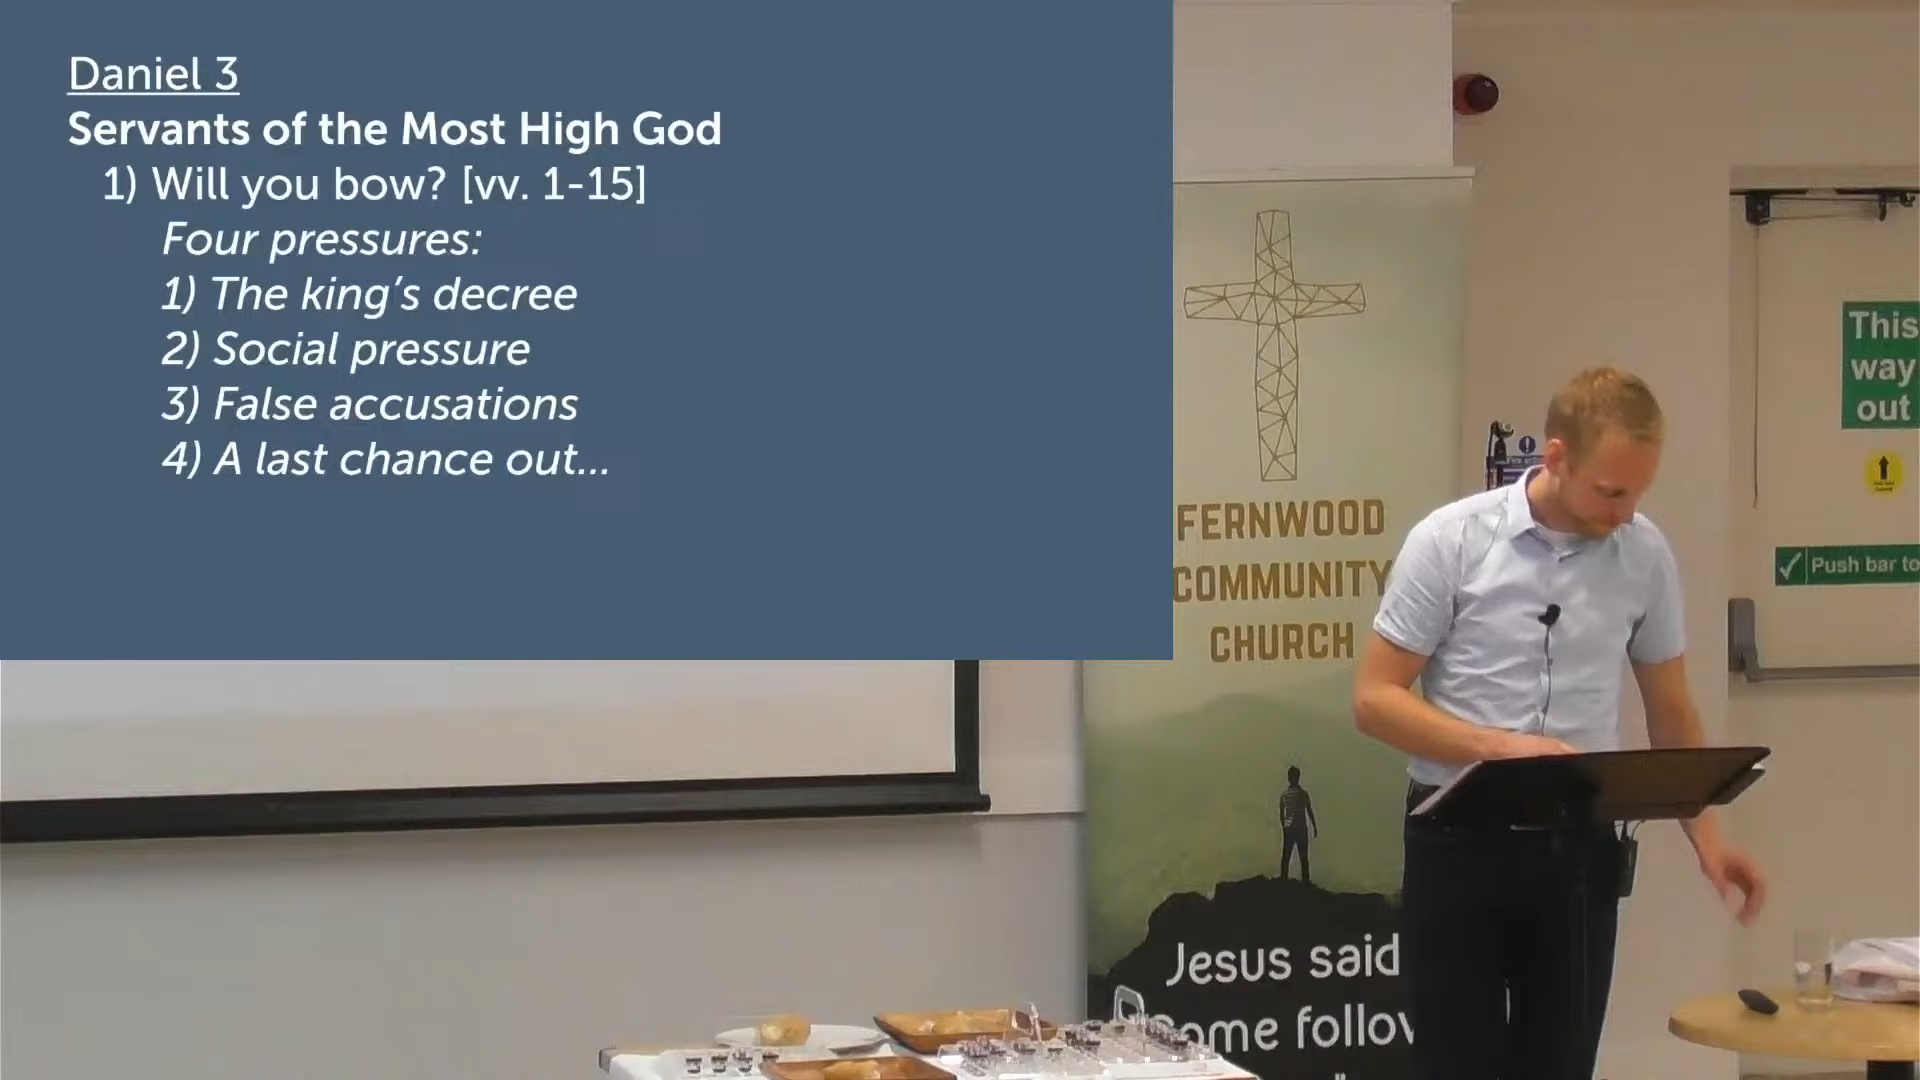 Daniel 3
Servants of the Most High God
1) Will you bow? [vv. 1-15]
Four pressures:
1) The king's decree
2) Social pressure
3) False accusations
4) A last chance out...
FERNWOOD
COMMUNITY
CHURCH
Jesus said
ome follow
This
way
out
Push bar to